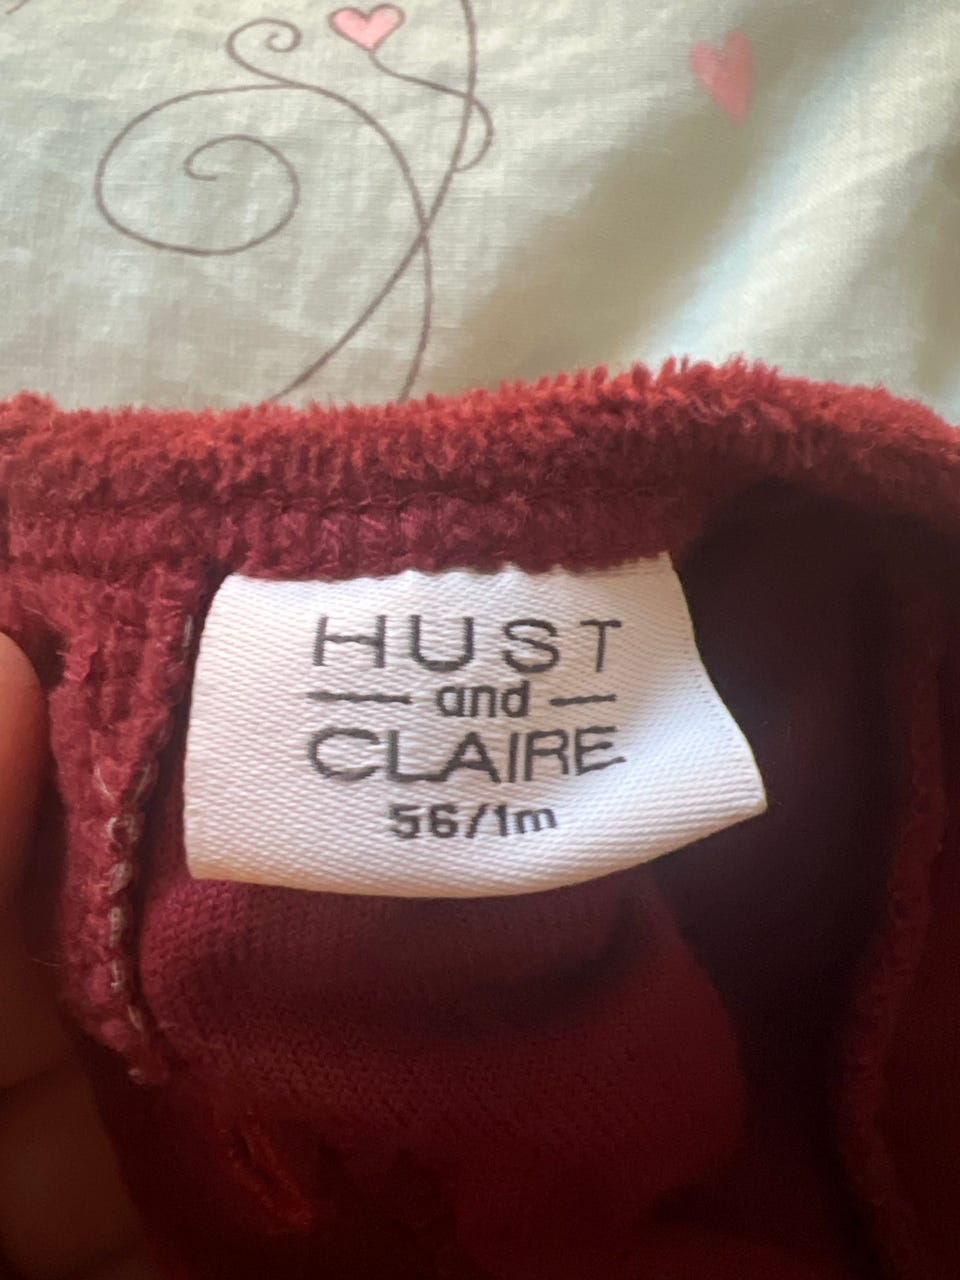 HUST
and
CLAIRE
56/1m